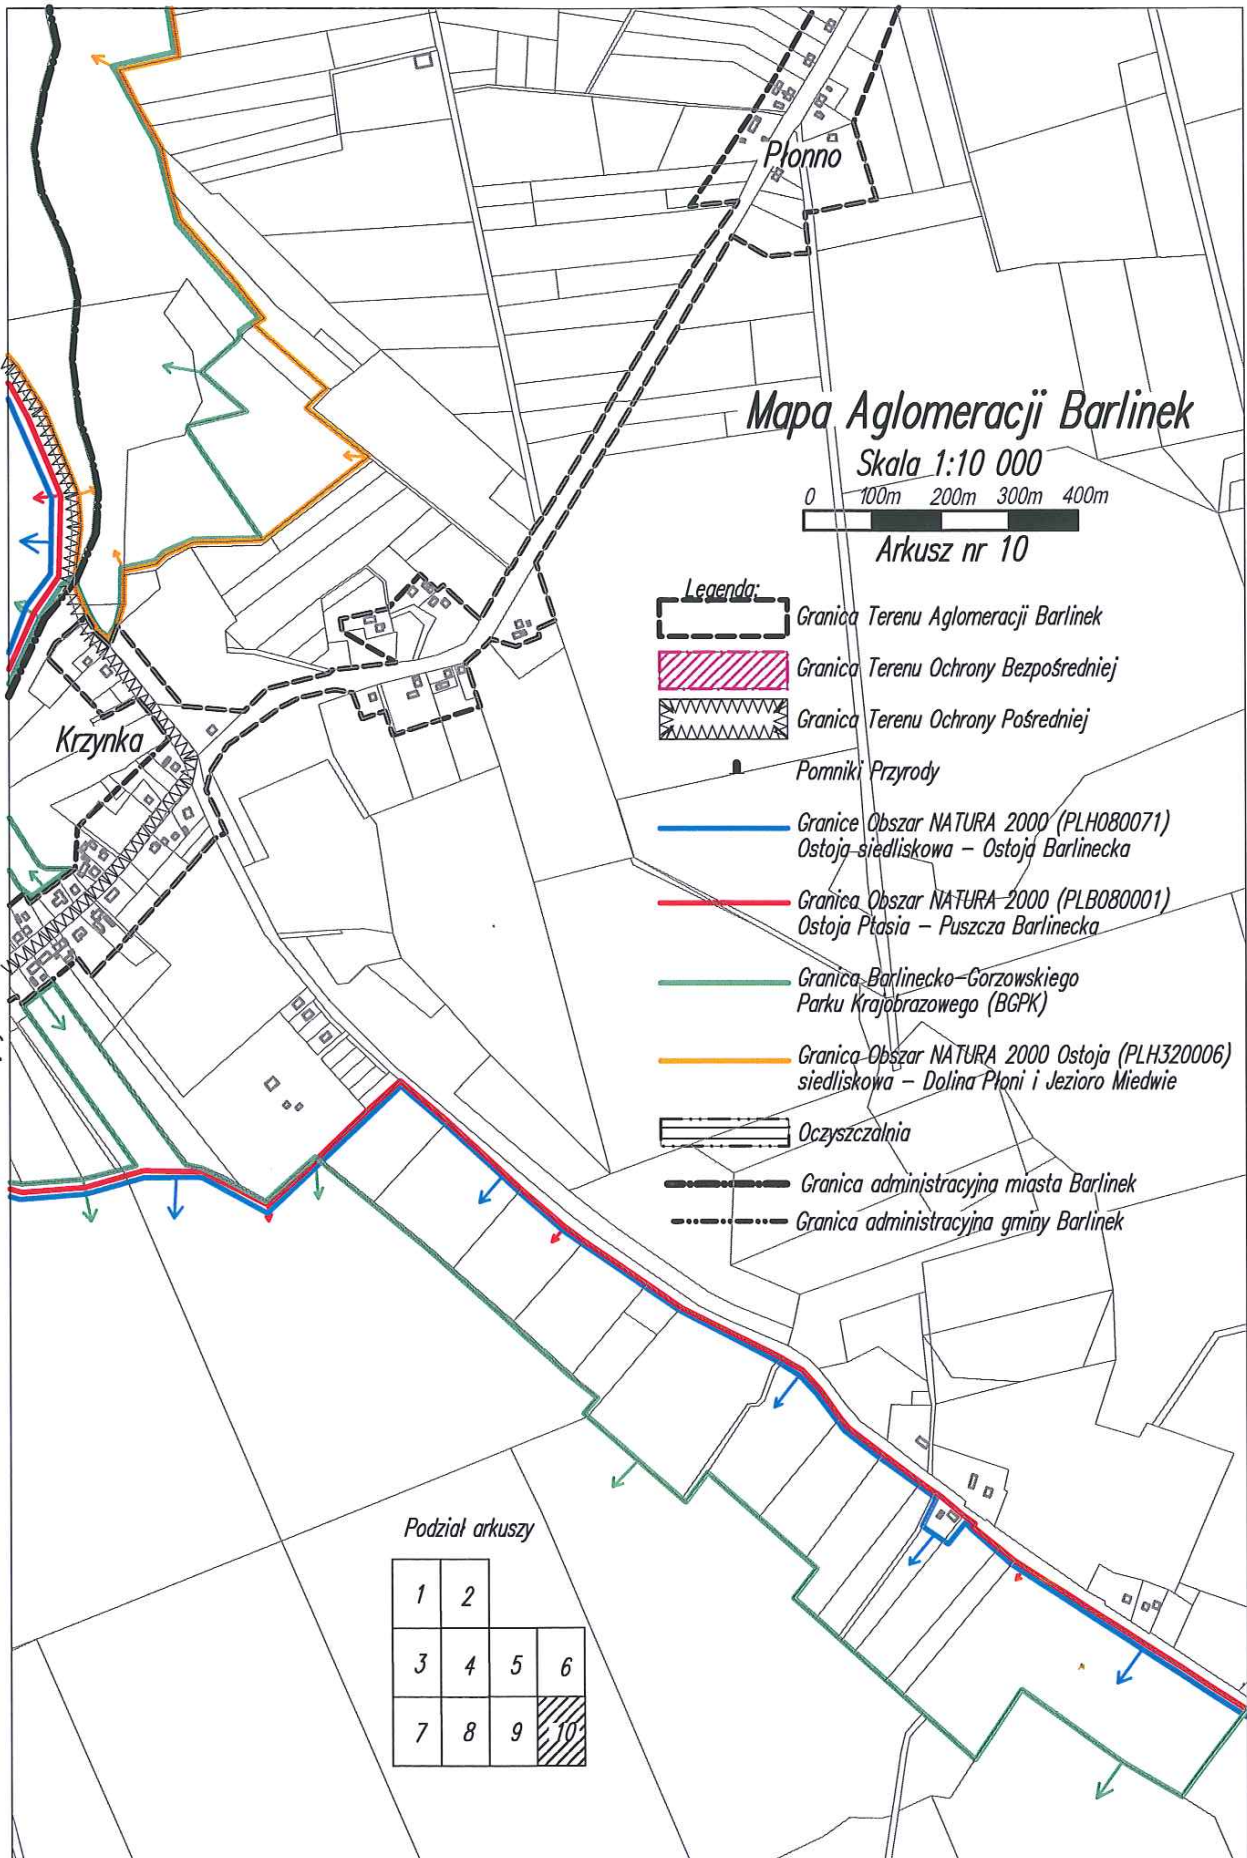 Płonno
Mapa Aglomeracji Barlinek
Skala 1:10 000
0 100m 200m 300m 400m
Arkusz nr 10
Legenda:
Granica Terenu Aglomeracji Barlinek
Granica Terenu Ochrony Bezpośredniej
Granica Terenu Ochrony Pośredniej
Krzynka
Pomniki Przyrody
Granice Obszar NATURA 2000 (PLH080071)
Ostoja siedliskowa – Ostoja Barlinecka
Granica Obszar NATURA 2000 (PLB080001)
Ostoja Ptasia – Puszcza Barlinecka
Granica Barlinecko–Gorzowskiego
Parku Krajobrazowego (BGPK)
Granica Obszar NATURA 2000 Ostoja (PLH320006)
siedliskowa – Dolina Płoni i Jezioro Miedwie
Oczyszczalnia
Granica administracyjna miasta Barlinek
Granica administracyjna gminy Barlinek
Podział arkuszy
1 2
3 4 5 6
7 8 9 10